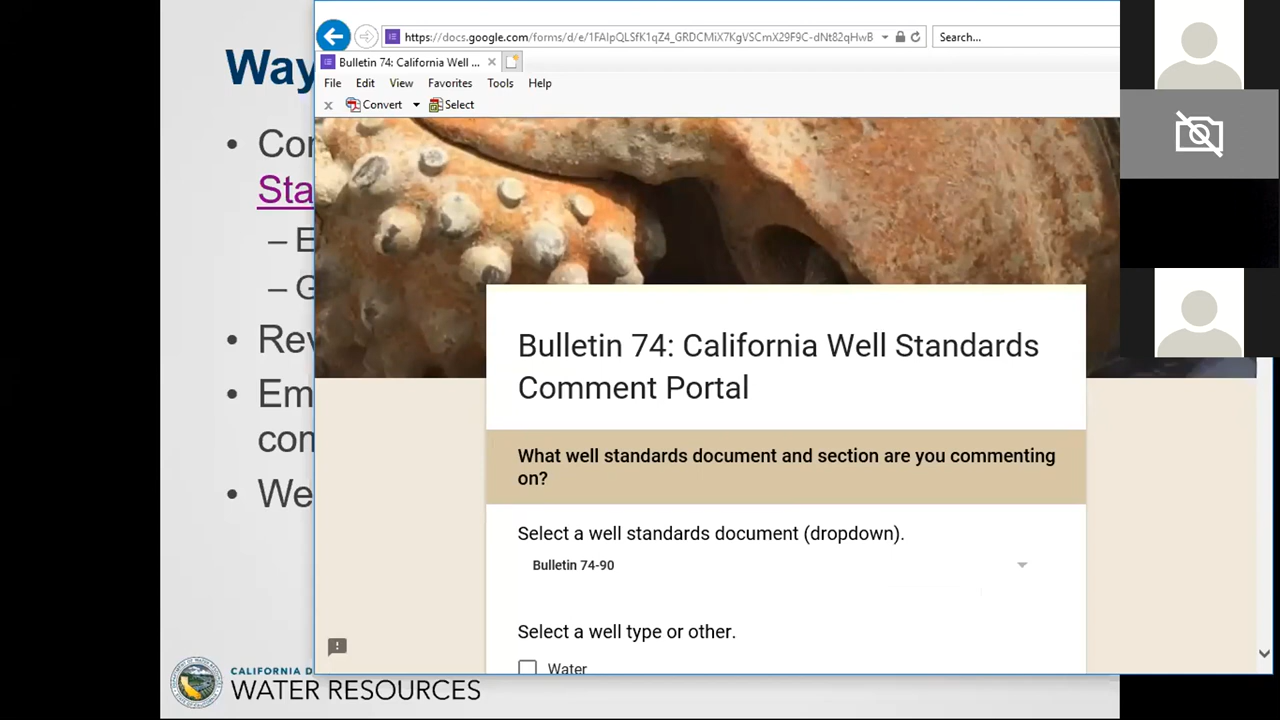 Way
Con
Sta
– E
– G
Rev
Em
con
We
CALIFORNIA D
WATER RESOURCES
https://docs.google.com/forms/d/e/1FAIpQLSfK1qZ4_GRDCMiX7KgVSCmX29F9C-dNt82qHwB
Search...
Bulletin 74: California Well ...
File Edit View Favorites Tools Help
x Convert Select
Bulletin 74: California Well Standards
Comment Portal
What well standards document and section are you commenting
on?
Select a well standards document (dropdown).
Bulletin 74-90
Select a well type or other.
Water